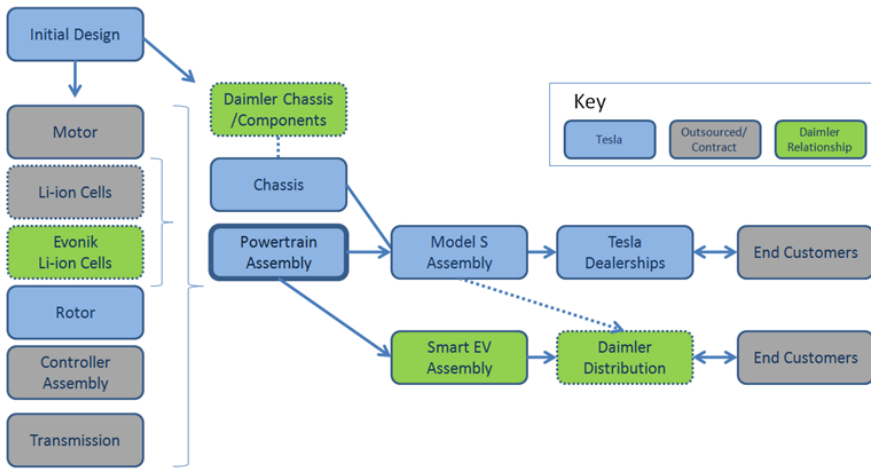 Initial Design
Motor
Li-ion Cells
Evonik
Li-ion Cells
Rotor
Controller
Assembly
Transmission
Daimler Chassis
/Components
Chassis
Powertrain
Assembly
Model S
Assembly
Tesla
Dealerships
End Customers
Smart EV
Assembly
Daimler
Distribution
End Customers
Key
Tesla
Outsourced/
Contract
Daimler
Relationship